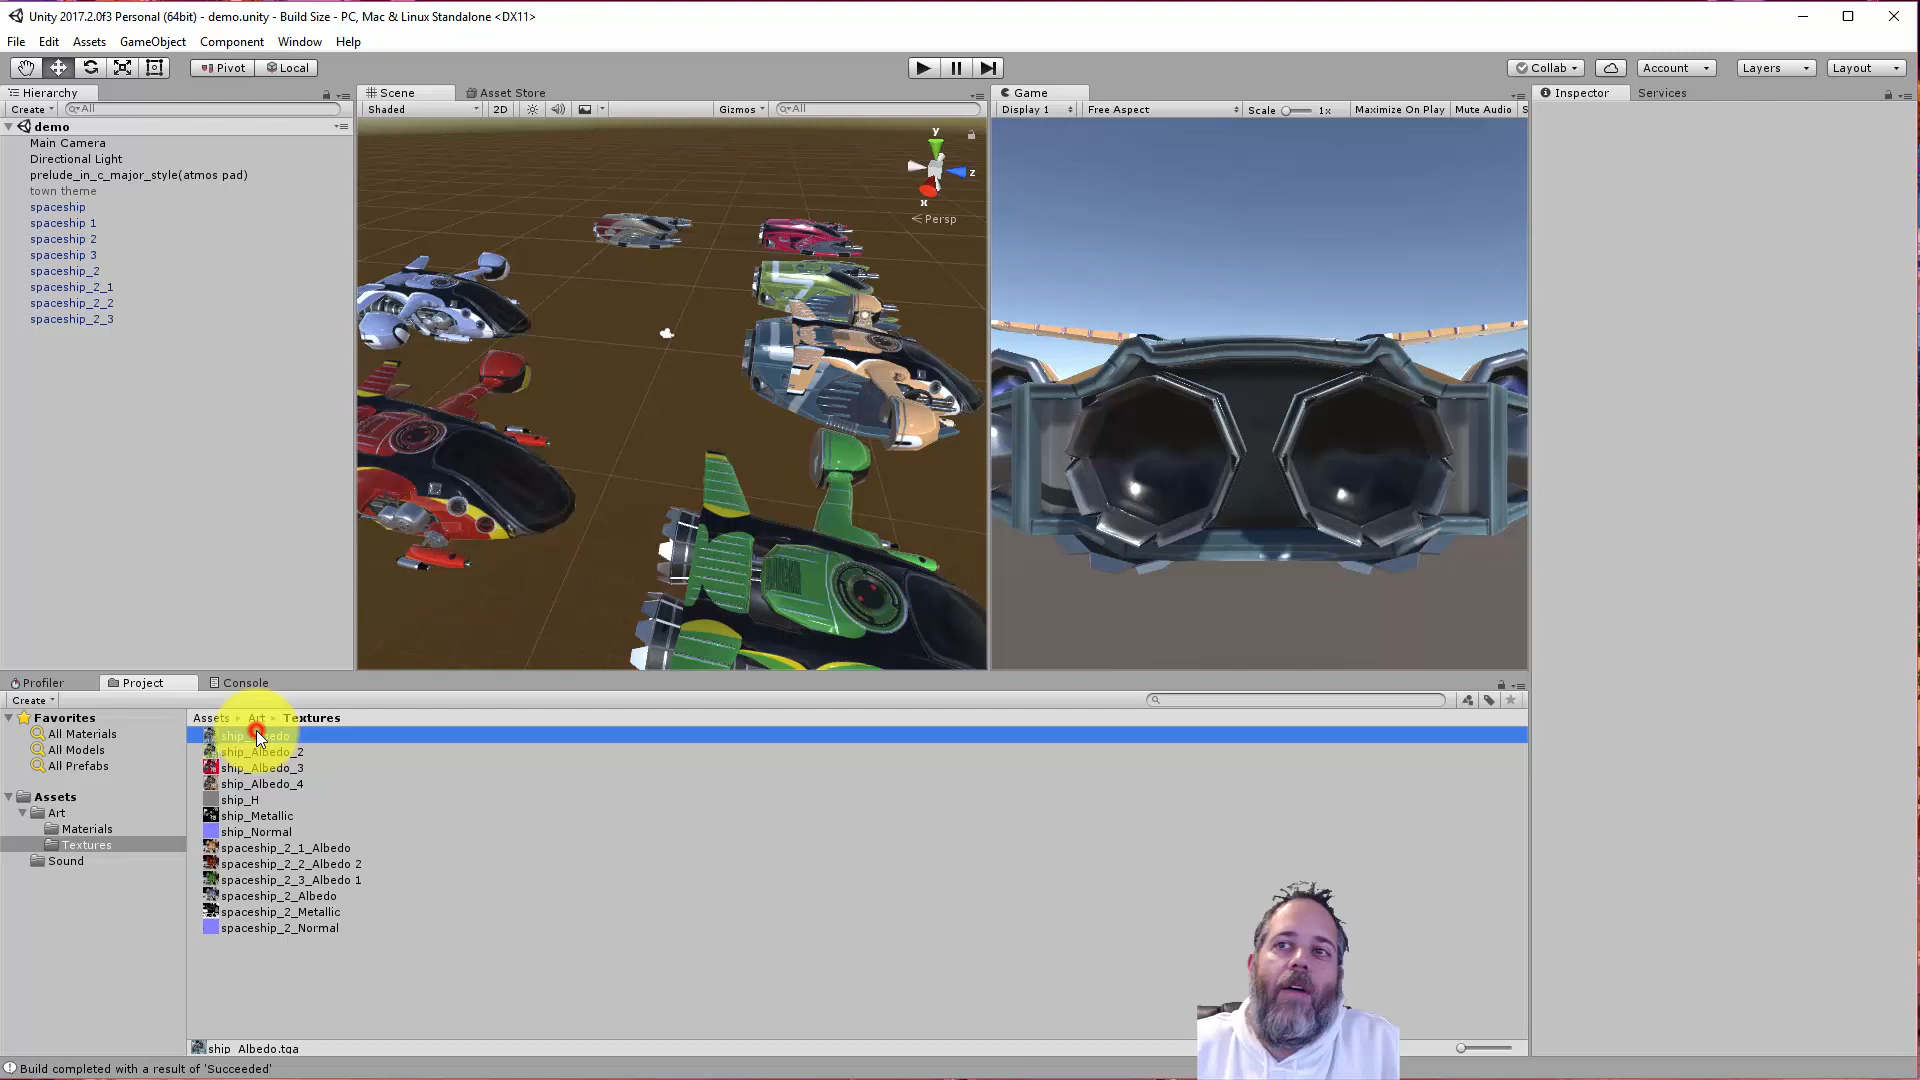 Unity 2017.2.0f3 Personal (64bit) - demo.unity - Build Size - PC, Mac & Linux Standalone <DX11>
File Edit Assets GameObject Component Window Help
Pivot Local Collab Account Layers Layout
Hierarchy Scene Asset Store Game Inspector Services
Create All Shaded 2D Gizmos All Display 1 Free Aspect Scale 1x Maximize On Play Mute Audio S
demo
Main Camera
Directional Light
prelude_in_c_major_style(atmos pad)
town theme
spaceship
spaceship 1
spaceship 2
spaceship 3
spaceship_2
spaceship_2_1
spaceship_2_2
spaceship_2_3
y
z
x
Persp
Profiler Project Console
Create
Favorites
All Materials
All Models
All Prefabs
Assets
Art
Materials
Textures
Sound
Assets Art Textures
ship_Albedo
ship_Albedo_2
ship_Albedo_3
ship_Albedo_4
ship_H
ship_Metallic
ship_Normal
spaceship_2_1_Albedo
spaceship_2_2_Albedo 2
spaceship_2_3_Albedo 1
spaceship_2_Albedo
spaceship_2_Metallic
spaceship_2_Normal
ship_Albedo.tga
Build completed with a result of 'Succeeded'